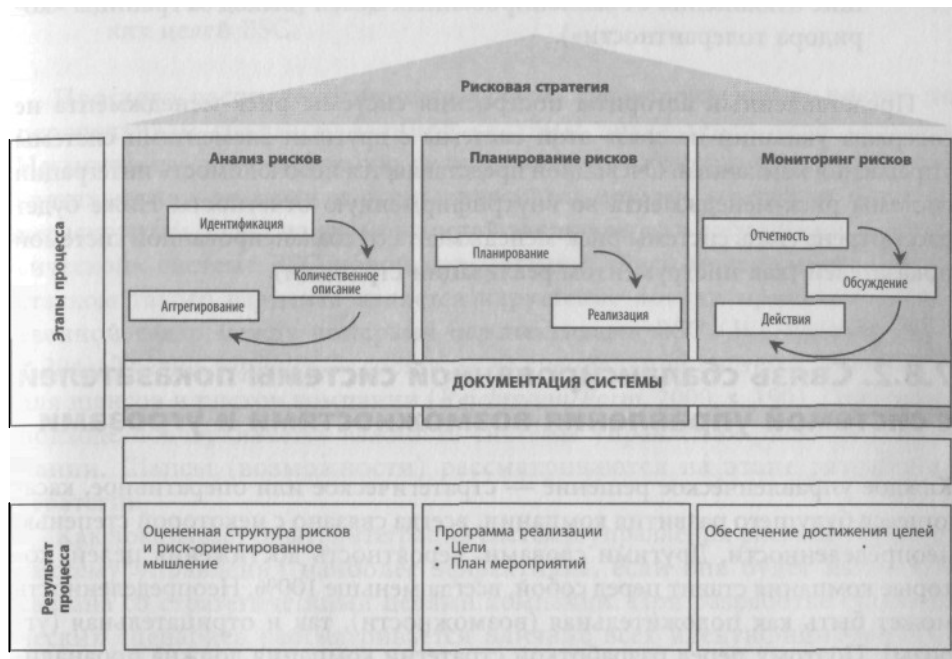 Рисковая стратегия
Анализ рисков
Планирование рисков
Мониторинг рисков
Этапы процесса
Идентификация
Количественное
описание
Аггрегирование
Планирование
Реализация
Отчетность
Обсуждение
Действия
ДОКУМЕНТАЦИЯ СИСТЕМЫ
Результат
процесса
Оцененная структура рисков
и риск-ориентированное
мышление
Программа реализации
• Цели
• План мероприятий
Обеспечение достижения целей